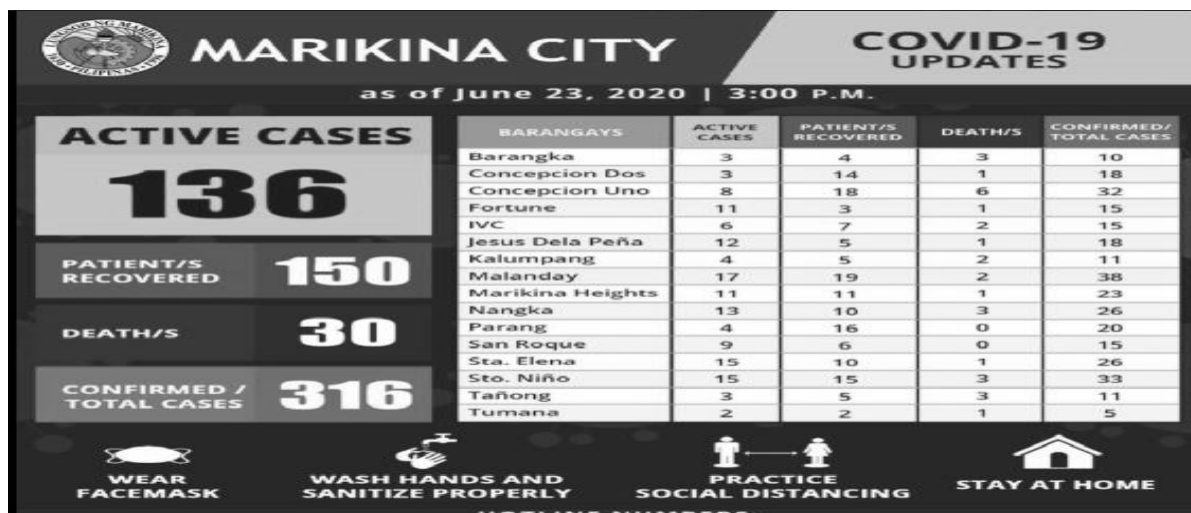 LUNGSOD NG MARIKINA
PILIPINAS
MARIKINA CITY
COVID-19
UPDATES
as of June 23, 2020 | 3:00 P.M.
ACTIVE CASES
136
PATIENT/S
RECOVERED
150
DEATH/S
30
CONFIRMED /
TOTAL CASES
316
BARANGAYS ACTIVE CASES PATIENT/S RECOVERED DEATH/S CONFIRMED/ TOTAL CASES
Barangka 3 4 3 10
Concepcion Dos 3 14 1 18
Concepcion Uno 8 18 6 32
Fortune 11 3 1 15
IVC 6 7 2 15
Jesus Dela Peña 12 5 1 18
Kalumpang 4 5 2 11
Malanday 17 19 2 38
Marikina Heights 11 11 1 23
Nangka 13 10 3 26
Parang 4 16 0 20
San Roque 9 6 0 15
Sta. Elena 15 10 1 26
Sto. Niño 15 15 3 33
Tañong 3 5 3 11
Tumana 2 2 1 5
WEAR
FACEMASK
WASH HANDS AND
SANITIZE PROPERLY
PRACTICE
SOCIAL DISTANCING
STAY AT HOME
HOTLINE NUMBERS